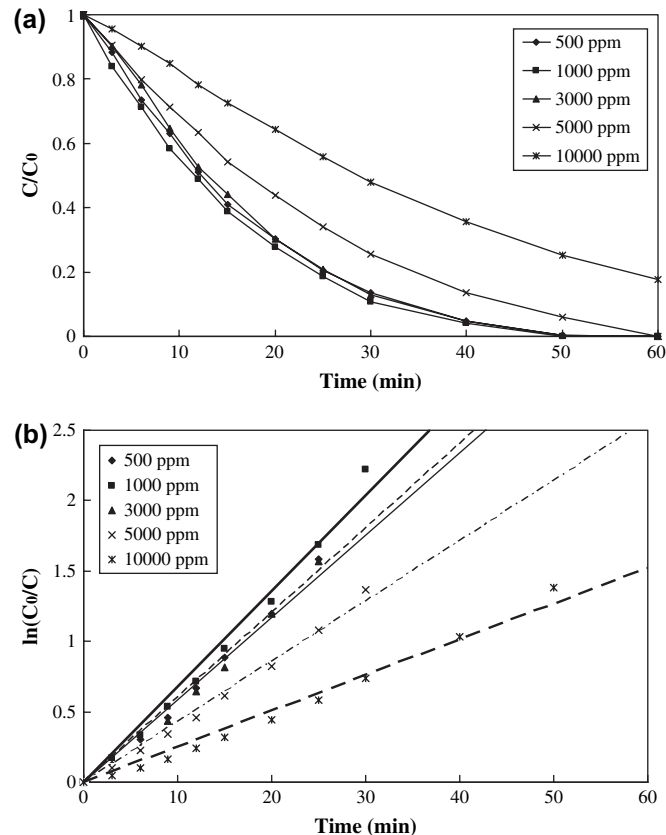 (a)
1
0.8
0.6
0.4
0.2
0
C/C0
500 ppm
1000 ppm
3000 ppm
5000 ppm
10000 ppm
0 10 20 30 40 50 60
Time (min)
(b)
2.5
2.0
1.5
1.0
0.5
0
ln(C0/C)
500 ppm
1000 ppm
3000 ppm
5000 ppm
10000 ppm
0 10 20 30 40 50 60
Time (min)